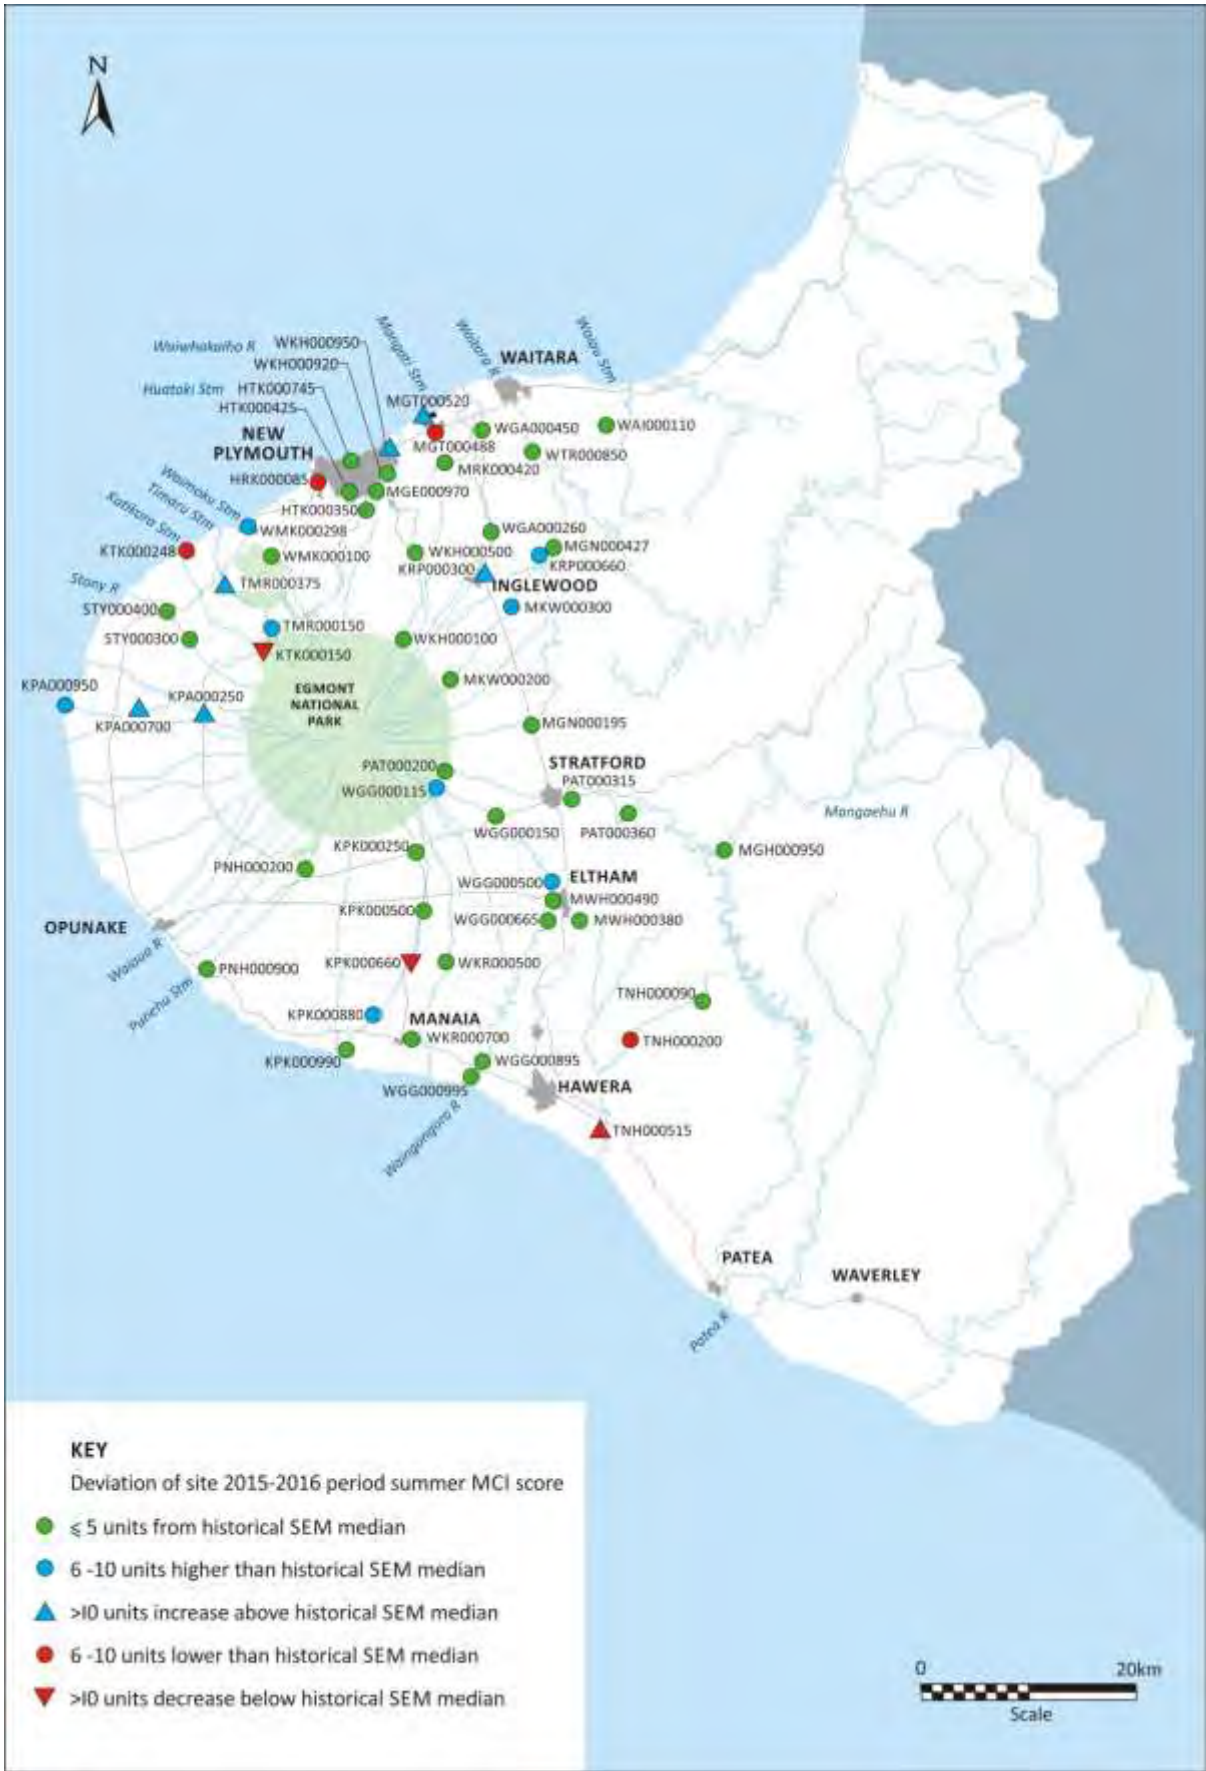 N
Waiwhakaiho R
WKH000950
WKH000920
Huatoki Stm
HTK000745
HTK000425
Mangati Stm
Waitara R
Waiau Stm
WAITARA
MGT000520
NEW
PLYMOUTH
MGT000488
WGA000450
WAI000110
WTR000850
MRK000420
HRK000085
MGE000970
HTK000350
Waimoku Stm
Timaru Stm
Katikara Stm
WMK000298
WGA000260
KTK000248
WMK000100
WKH000500
MGN000427
KRP000300
KRP000660
INGLEWOOD
TMR000375
Stony R
STY000400
MKW000300
TMR000150
STY000300
WKH000100
KTK000150
MKW000200
KPA000950
KPA000250
KPA000700
EGMONT
NATIONAL
PARK
MGN000195
PAT000200
STRATFORD
PAT000315
WGG000115
Mangaehu R
WGG000150
PAT000360
KPK000250
MGH000950
PNH000200
WGG000500
ELTHAM
MWH000490
KPK000500
WGG000665
MWH000380
OPUNAKE
Waiaua R
KPK000660
WKR000500
PNH000900
Punehu Stm
TNH000090
KPK000880
MANAIA
WKR000700
TNH000200
KPK000990
WGG000895
WGG000995
HAWERA
Waingongoro R
TNH000515
PATEA
WAVERLEY
Patea R
KEY
Deviation of site 2015-2016 period summer MCI score
⩽ 5 units from historical SEM median
6 -10 units higher than historical SEM median
>10 units increase above historical SEM median
6 -10 units lower than historical SEM median
>10 units decrease below historical SEM median
0 20km
Scale